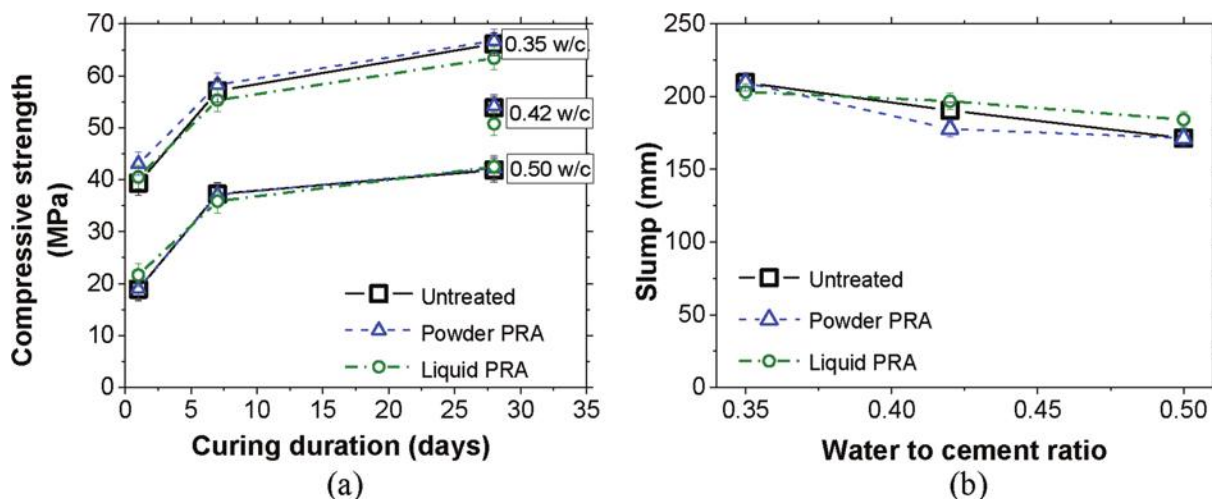 70
60
50
40
30
20
10
0
Compressive strength
(MPa)
0.35 w/c
0.42 w/c
0.50 w/c
Untreated
Powder PRA
Liquid PRA
0 5 10 15 20 25 30 35
Curing duration (days)
(a)
250
200
150
100
50
0
Slump (mm)
Untreated
Powder PRA
Liquid PRA
0.35 0.40 0.45 0.50
Water to cement ratio
(b)